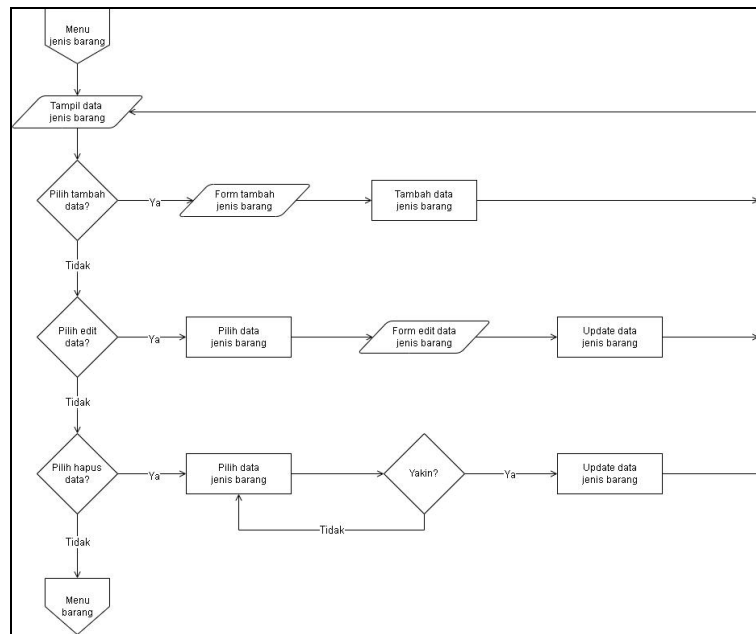 Menu
jenis barang
Tampil data
jenis barang
Pilih tambah
data?
Ya
Form tambah
jenis barang
Tambah data
jenis barang
Tidak
Pilih edit
data?
Ya
Pilih data
jenis barang
Form edit data
jenis barang
Update data
jenis barang
Tidak
Pilih hapus
data?
Ya
Pilih data
jenis barang
Yakin?
Ya
Update data
jenis barang
Tidak
Tidak
Menu
barang